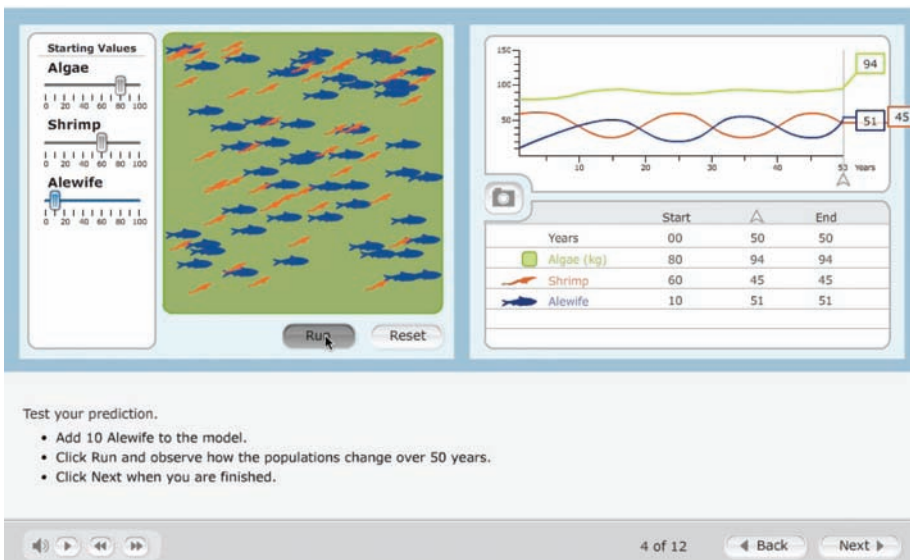 Starting Values
Algae
0 20 40 60 80 100
Shrimp
0 20 40 60 80 100
Alewife
0 20 40 60 80 100
Run
Reset
150
100
50
10 20 30 40 50 Years
94
51
45
Start End
Years 00 50 50
Algae (kg) 80 94 94
Shrimp 60 45 45
Alewife 10 51 51
Test your prediction.
• Add 10 Alewife to the model.
• Click Run and observe how the populations change over 50 years.
• Click Next when you are finished.
4 of 12
Back
Next